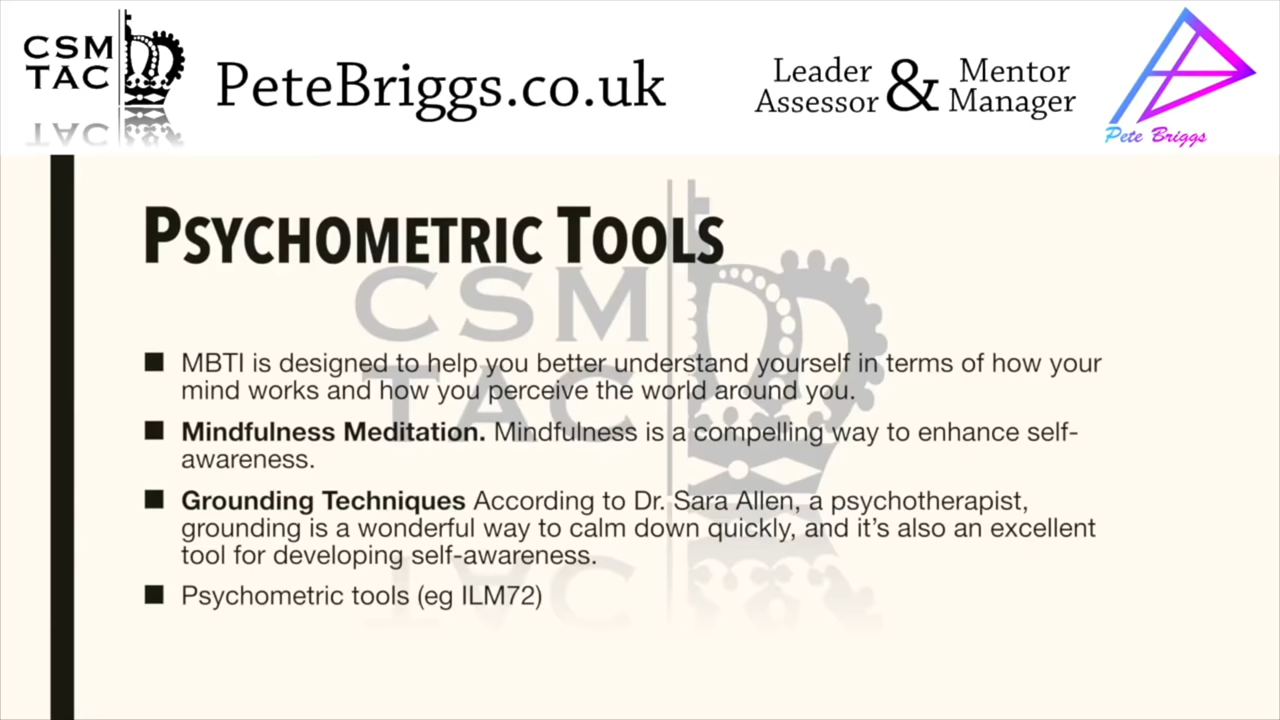 CSM
TAC
PeteBriggs.co.uk
Leader
Assessor
&
Mentor
Manager
Pete Briggs
PSYCHOMETRIC TOOLS
CSM
TAC
■ MBTI is designed to help you better understand yourself in terms of how your
mind works and how you perceive the world around you.
■ Mindfulness Meditation. Mindfulness is a compelling way to enhance self-
awareness.
■ Grounding Techniques According to Dr. Sara Allen, a psychotherapist,
grounding is a wonderful way to calm down quickly, and it's also an excellent
tool for developing self-awareness.
■ Psychometric tools (eg ILM72)